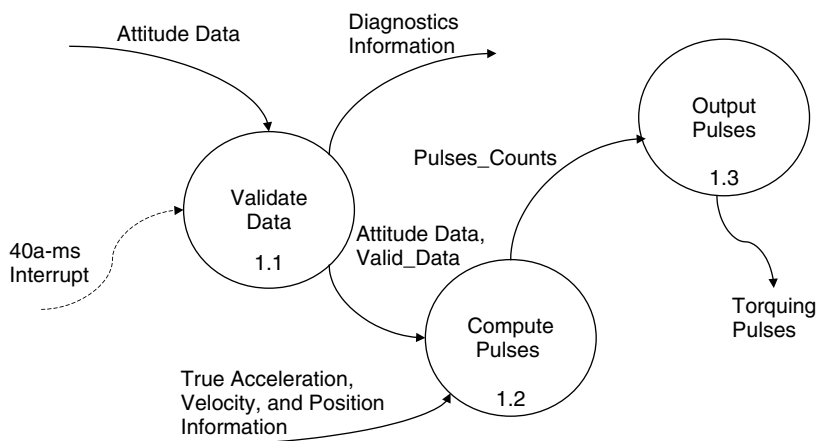 Attitude Data
Diagnostics
Information
Output
Pulses
1.3
Pulses_Counts
Validate
Data
1.1
40a-ms
Interrupt
Attitude Data,
Valid_Data
Torquing
Pulses
Compute
Pulses
1.2
True Acceleration,
Velocity, and Position
Information